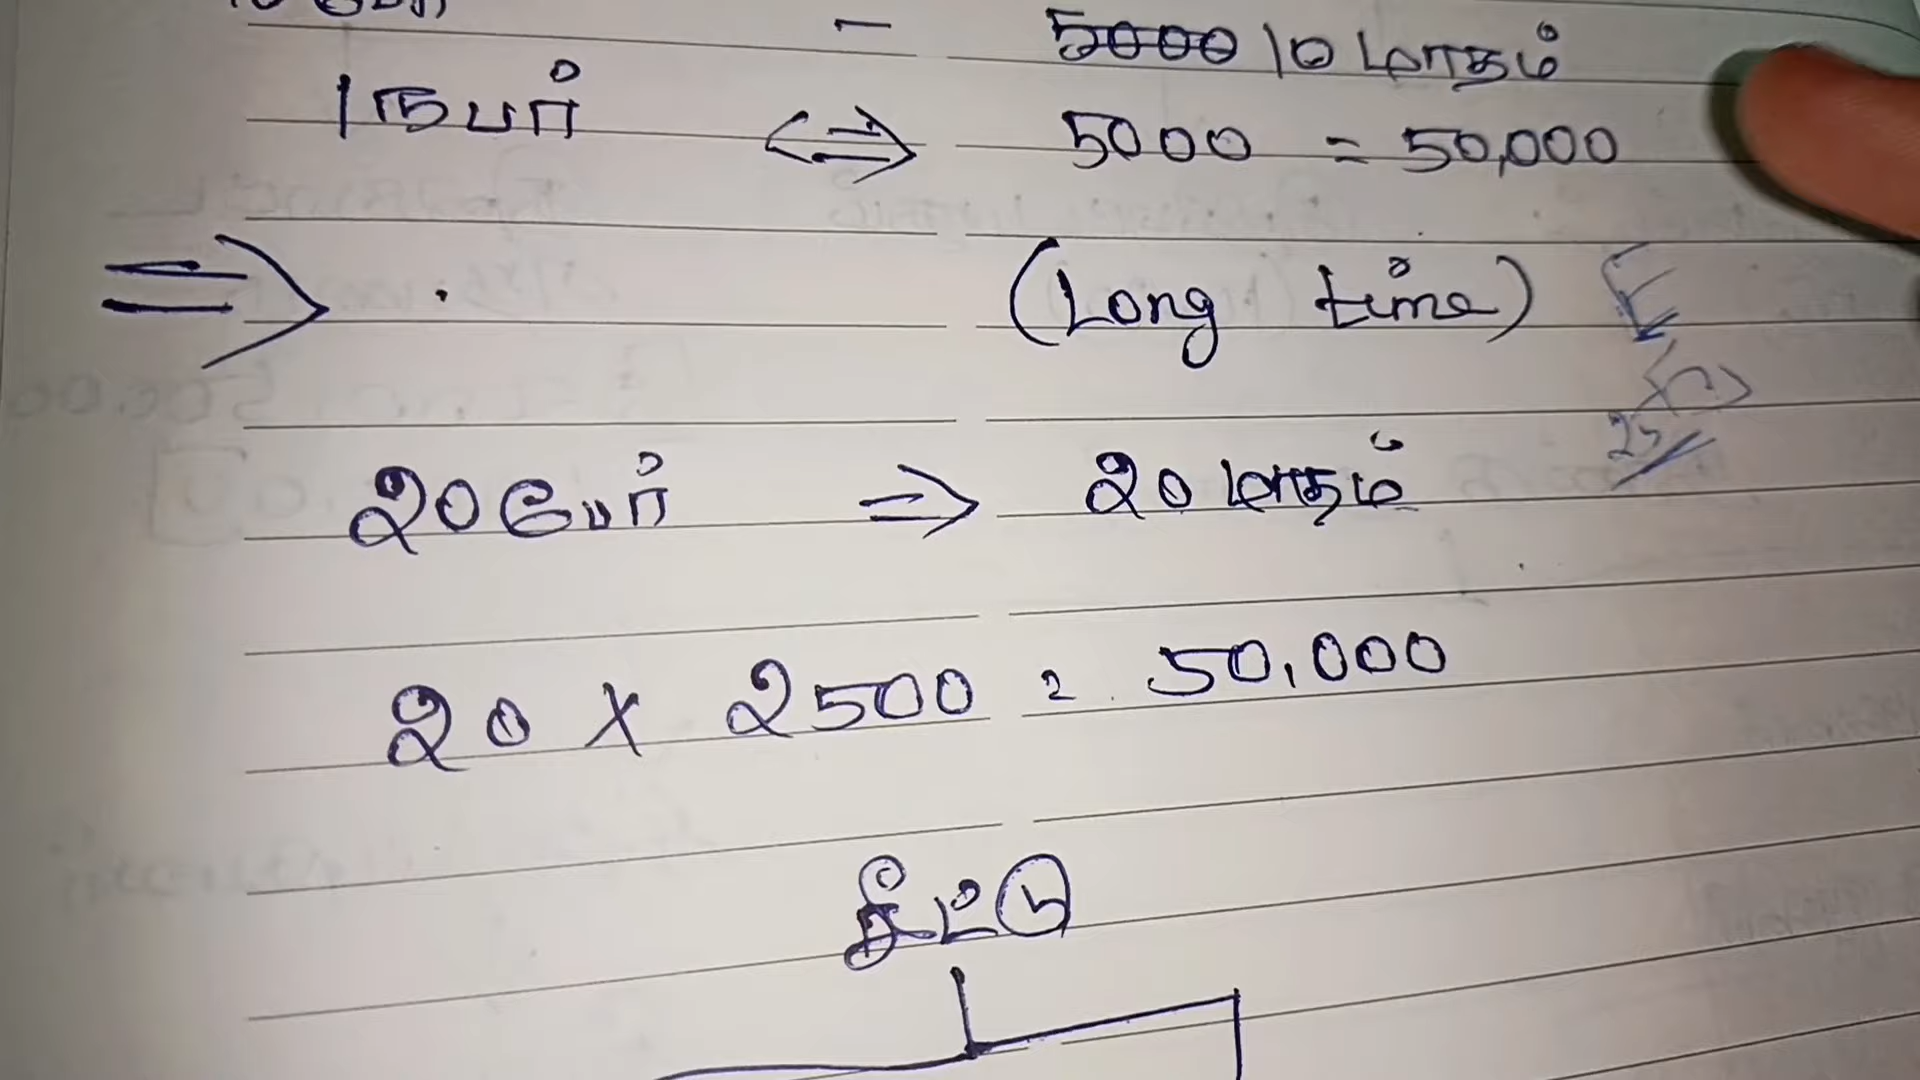 - 5000 10 மாதம்
1 நபர் ⇔ 5000 = 50,000
⇒ . (Long time)
20 பேர் ⇒ 20 மாதம்
20 X 2500 = 50,000
சீட்டு